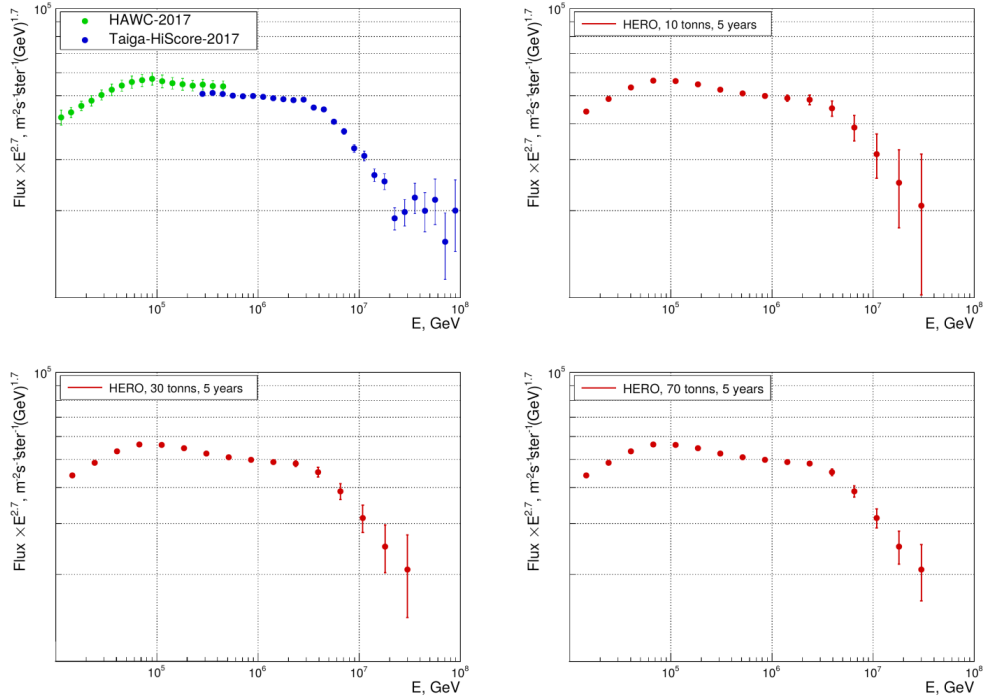 HAWC-2017
Taiga-HiScore-2017
Flux ×E^2.7, m^-2s^-1ster^-1(GeV)^1.7
10^5
10^6
10^7
10^8
E, GeV
HERO, 10 tonns, 5 years
Flux ×E^2.7, m^-2s^-1ster^-1(GeV)^1.7
10^5
10^6
10^7
10^8
E, GeV
10^5
HERO, 30 tonns, 5 years
Flux ×E^2.7, m^-2s^-1ster^-1(GeV)^1.7
10^5
10^6
10^7
10^8
E, GeV
10^5
HERO, 70 tonns, 5 years
Flux ×E^2.7, m^-2s^-1ster^-1(GeV)^1.7
10^5
10^6
10^7
10^8
E, GeV